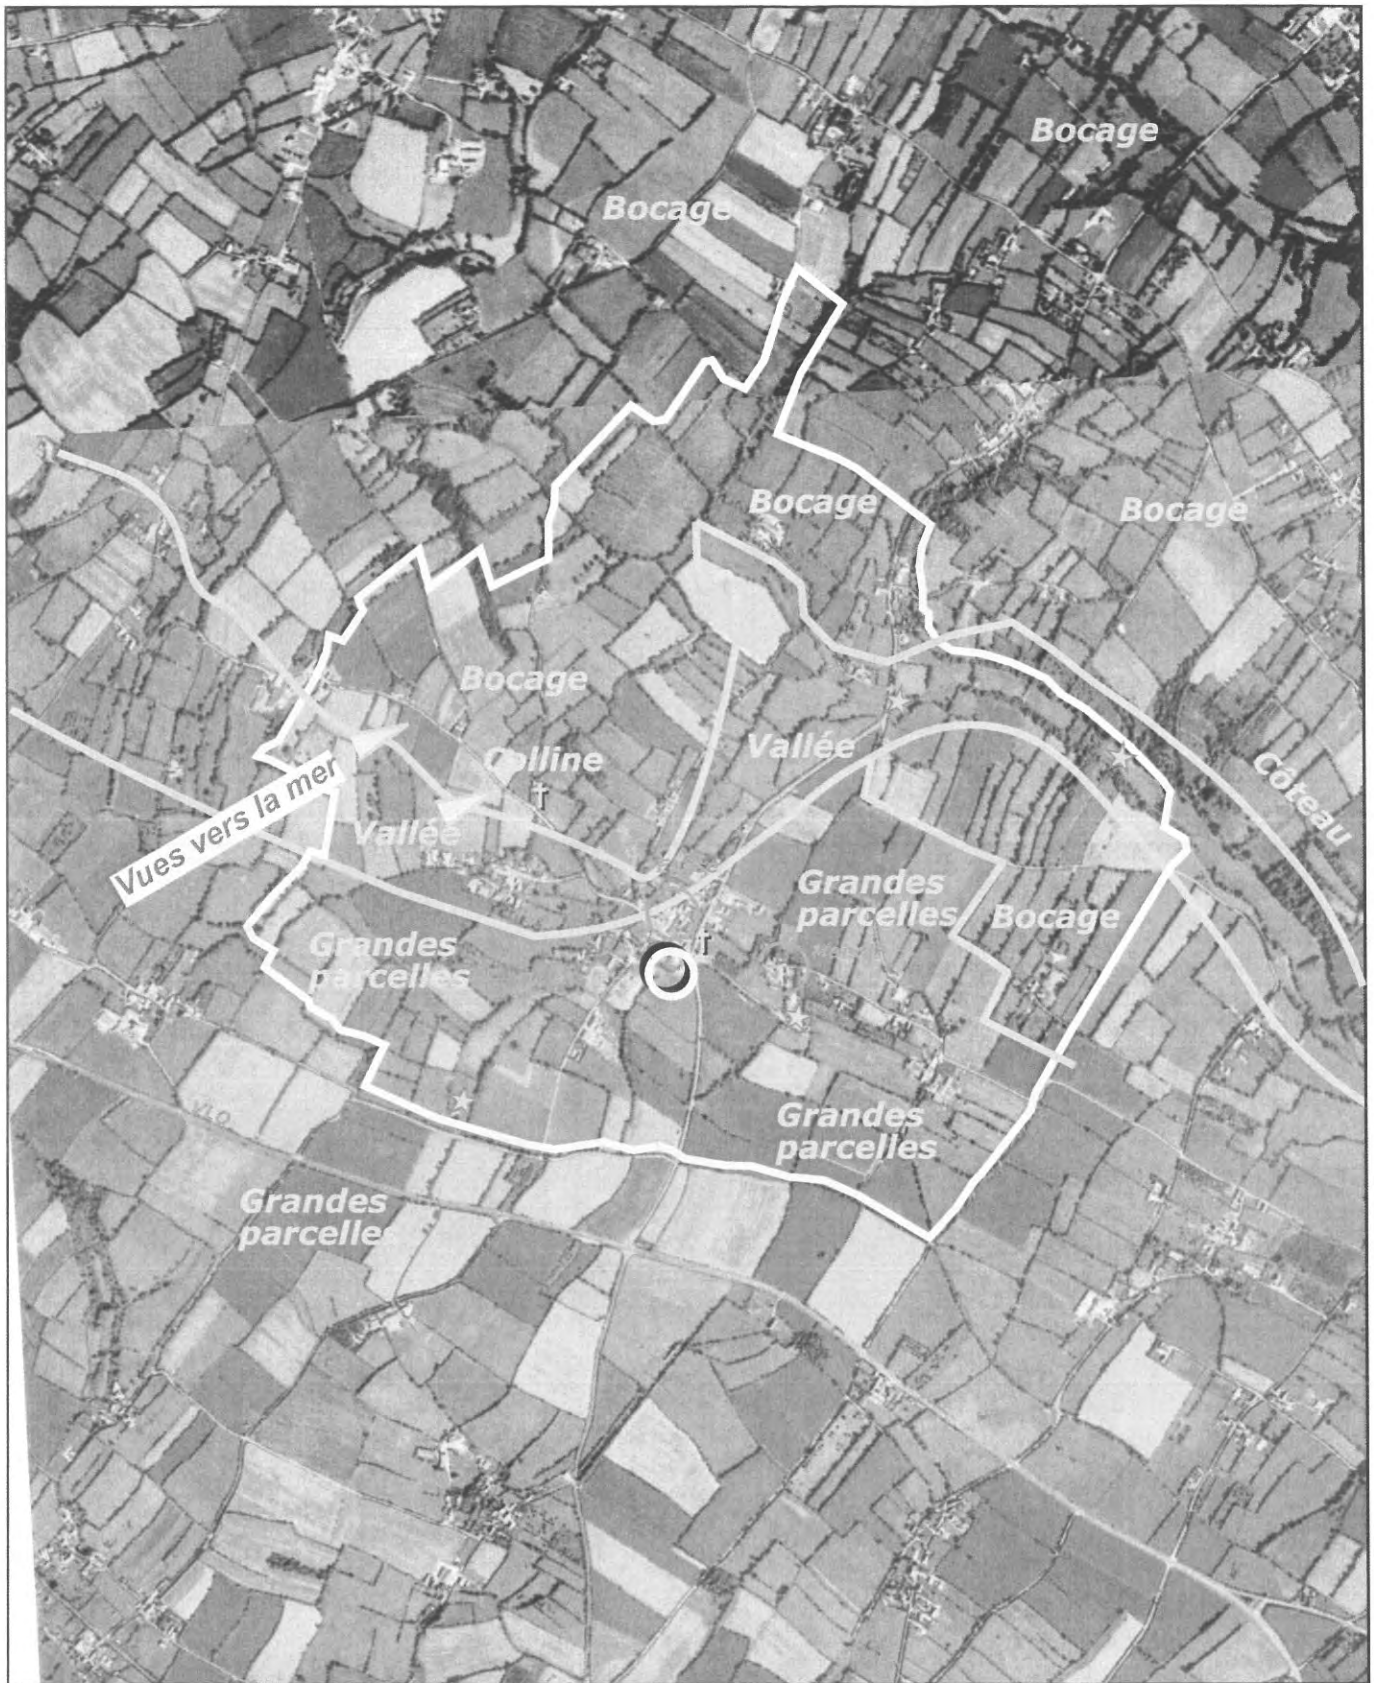 Bocage
Bocage
Bocage
Bocage
Bocage
Colline
Vallée
Côteau
Vues vers la mer
Vallée
Grandes
parcelles
Bocage
Grandes
parcelles
Grandes
parcelles
Grandes
parcelles